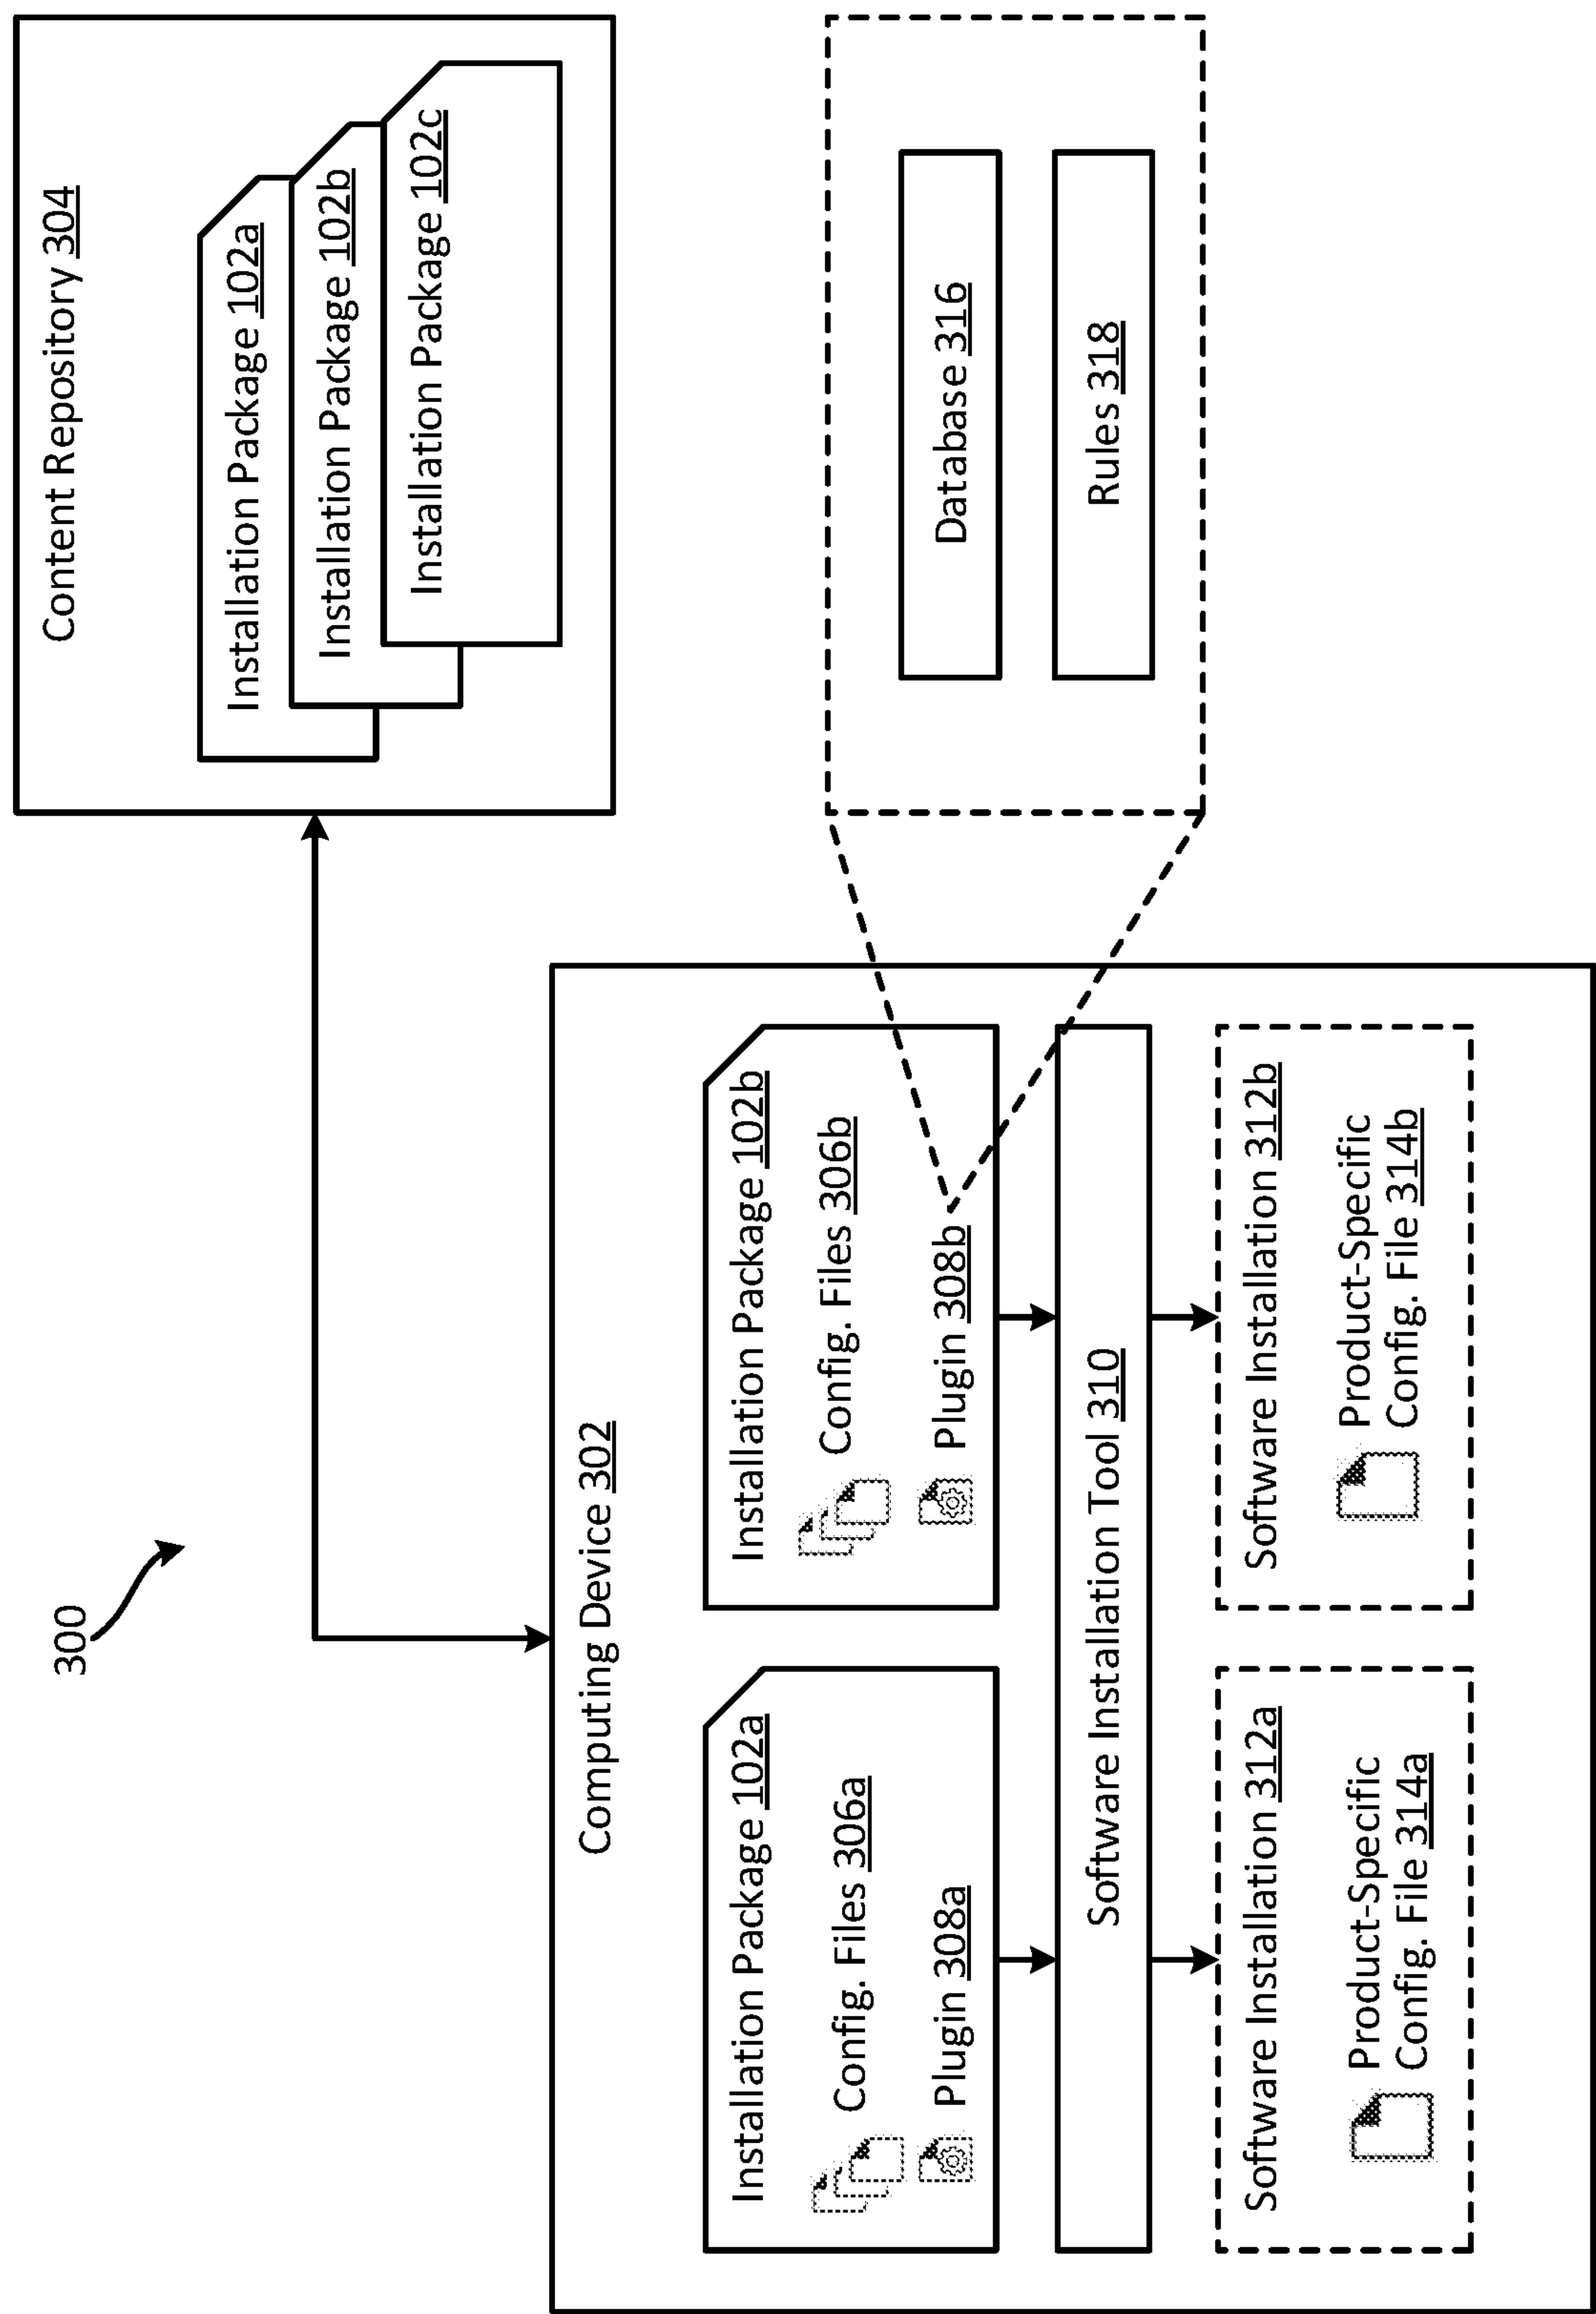 300
Content Repository 304
Installation Package 102a
Installation Package 102b
Installation Package 102c
Computing Device 302
Installation Package 102a
Config. Files 306a
Plugin 308a
Installation Package 102b
Config. Files 306b
Plugin 308b
Software Installation Tool 310
Software Installation 312a
Product-Specific
Config. File 314a
Software Installation 312b
Product-Specific
Config. File 314b
Database 316
Rules 318